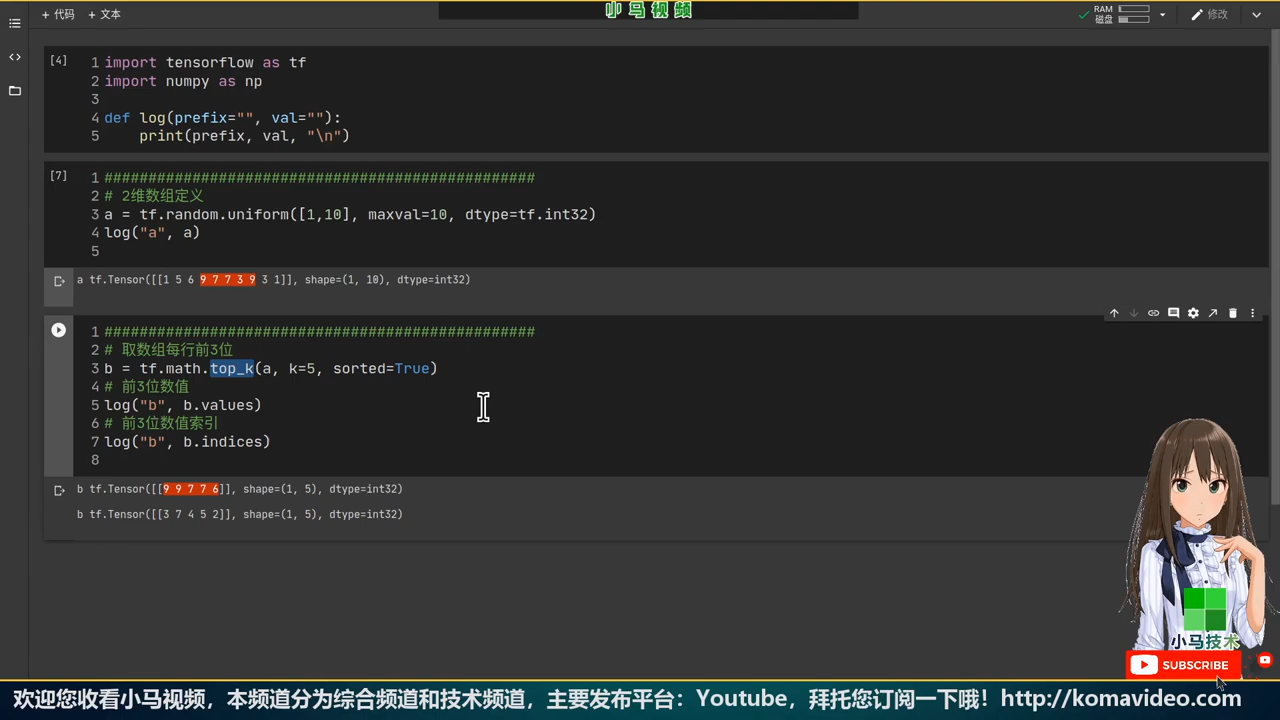 小马视频
+ 代码 + 文本
RAM
磁盘
修改
[4]
1 import tensorflow as tf
2 import numpy as np
3
4 def log(prefix="", val=""):
5     print(prefix, val, "\n")
[7]
1 #################################################
2 # 2维数组定义
3 a = tf.random.uniform([1,10], maxval=10, dtype=tf.int32)
4 log("a", a)
5
a tf.Tensor([[1 5 6 9 7 7 3 9 3 1]], shape=(1, 10), dtype=int32)
1 #################################################
2 # 取数组每行前3位
3 b = tf.math.top_k(a, k=5, sorted=True)
4 # 前3位数值
5 log("b", b.values)
6 # 前3位数值索引
7 log("b", b.indices)
8
b tf.Tensor([[9 9 7 7 6]], shape=(1, 5), dtype=int32)
b tf.Tensor([[3 7 4 5 2]], shape=(1, 5), dtype=int32)
小马技术
SUBSCRIBE
欢迎您收看小马视频，本频道分为综合频道和技术频道，主要发布平台：Youtube，拜托您订阅一下哦！http://komavideo.com